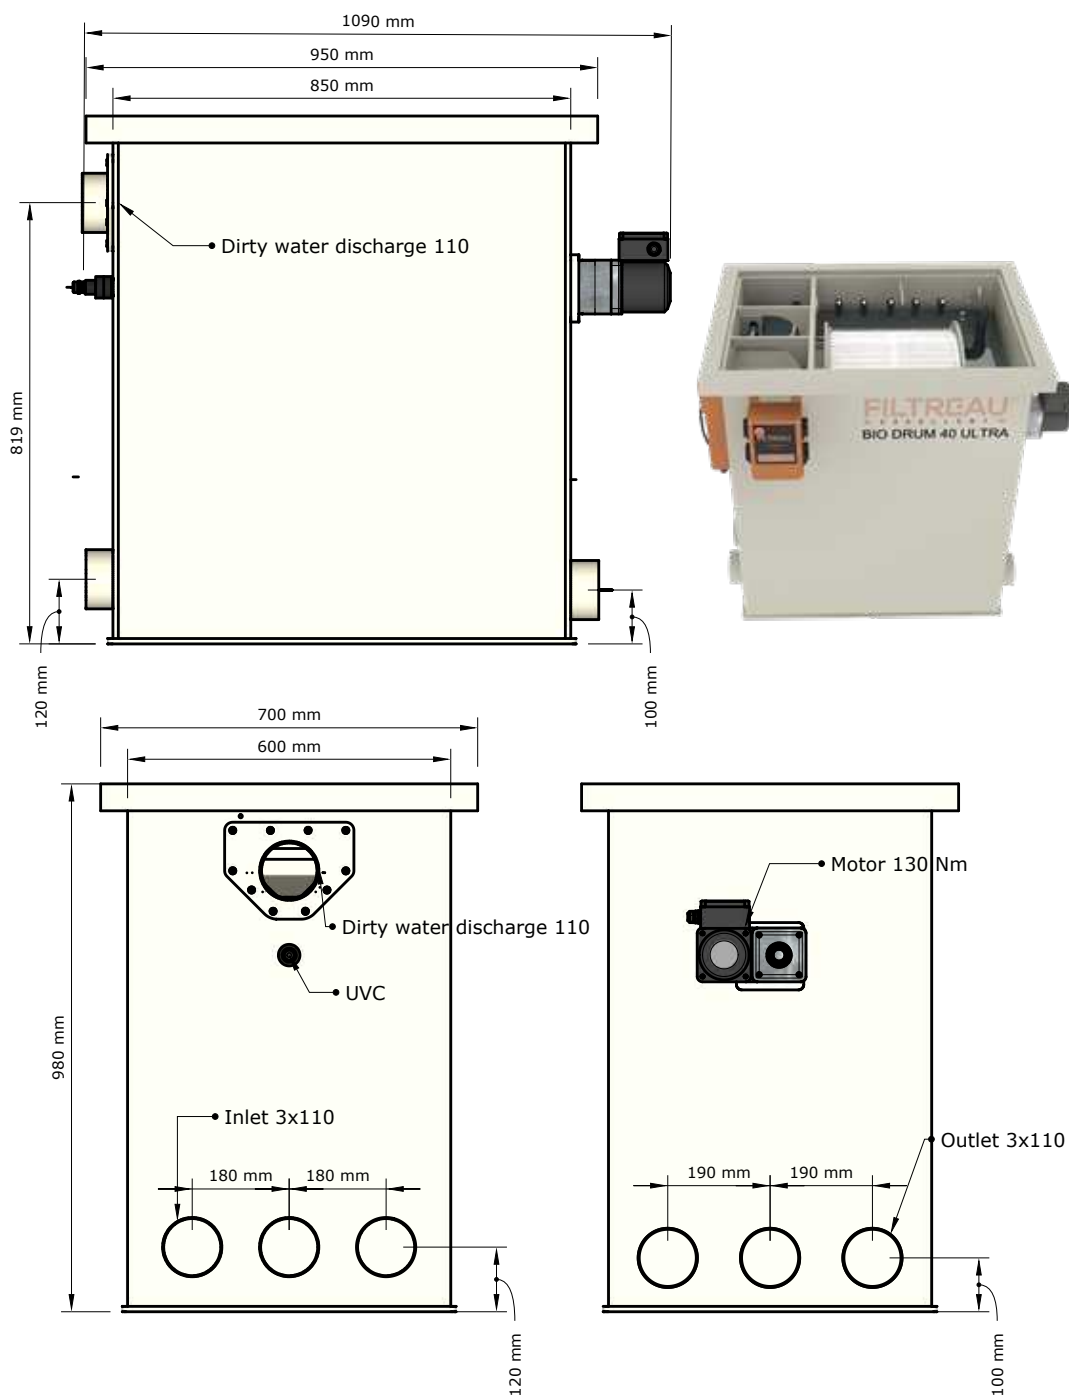 1090 mm
950 mm
850 mm
Dirty water discharge 110
819 mm
120 mm
100 mm
FILTREAU
BIO DRUM 40 ULTRA
700 mm
600 mm
980 mm
Dirty water discharge 110
UVC
Inlet 3x110
180 mm
180 mm
120 mm
Motor 130 Nm
Outlet 3x110
190 mm
190 mm
100 mm